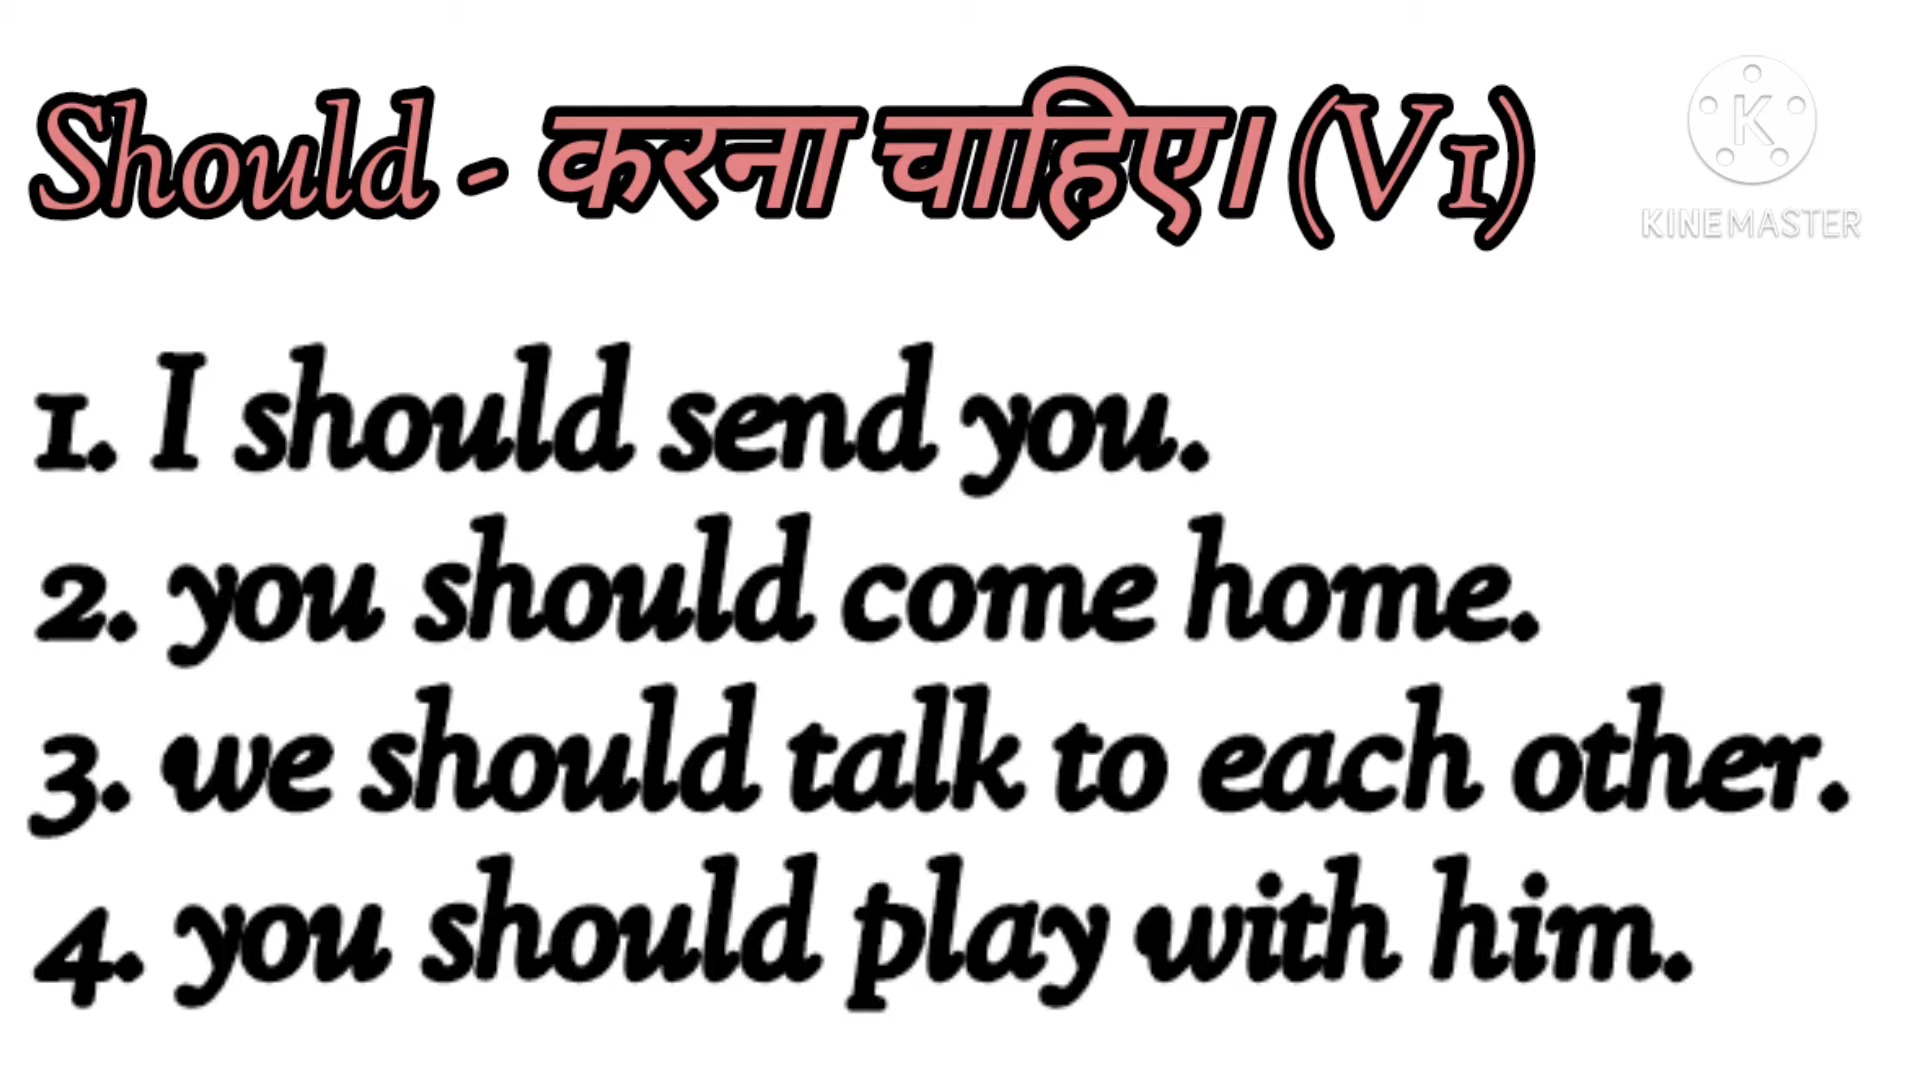 Should - करना चाहिए। (V1)
KINEMASTER
1. I should send you.
2. you should come home.
3. we should talk to each other.
4. you should play with him.